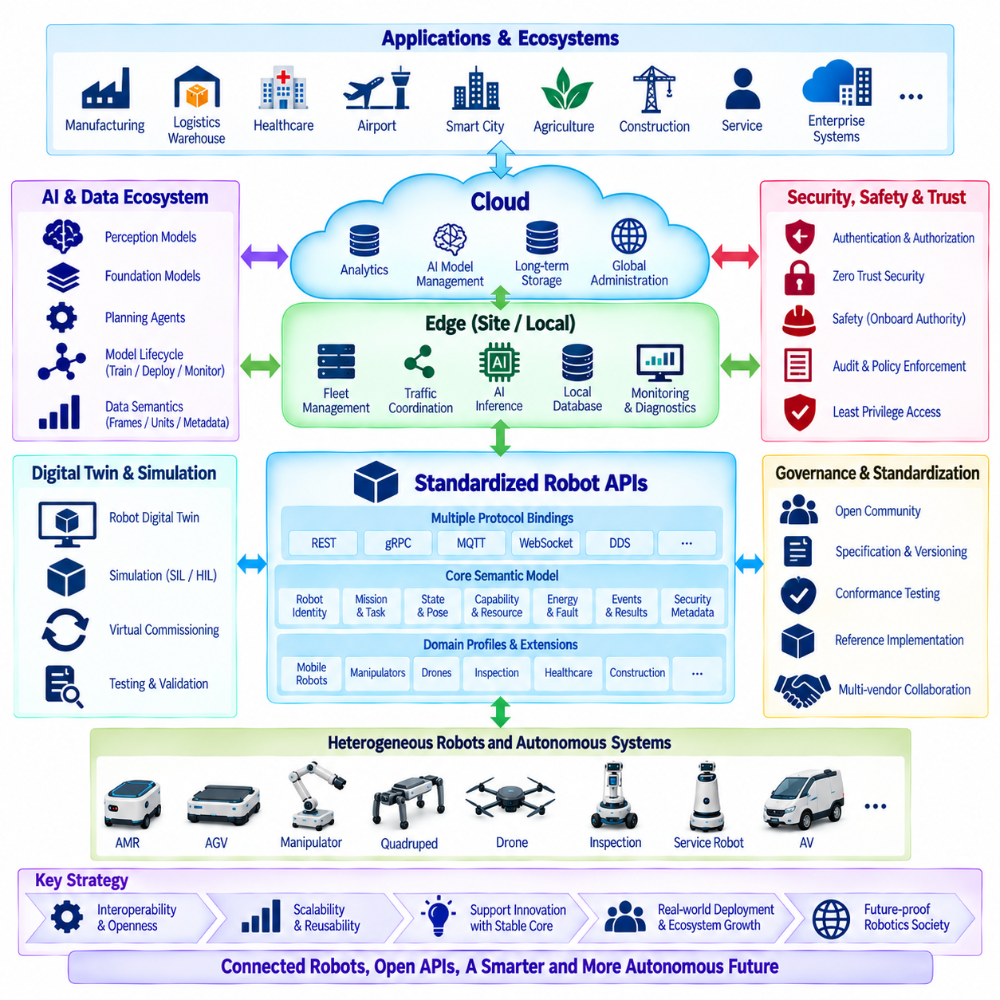 Applications & Ecosystems
Manufacturing
Logistics
Warehouse
Healthcare
Airport
Smart City
Agriculture
Construction
Service
Enterprise
Systems
...
AI & Data Ecosystem
Perception Models
Foundation Models
Planning Agents
Model Lifecycle
(Train / Deploy / Monitor)
Data Semantics
(Frames / Units / Metadata)
Cloud
Analytics
AI Model
Management
Long-term
Storage
Global
Administration
Security, Safety & Trust
Authentication & Authorization
Zero Trust Security
Safety (Onboard Authority)
Audit & Policy Enforcement
Least Privilege Access
Edge (Site / Local)
Fleet
Management
Traffic
Coordination
AI
AI
Inference
Local
Database
Monitoring
& Diagnostics
Digital Twin & Simulation
Robot Digital Twin
Simulation (SIL / HIL)
Virtual Commissioning
Testing & Validation
Standardized Robot APIs
Multiple Protocol Bindings
REST
gRPC
MQTT
WebSocket
DDS
...
Core Semantic Model
Robot
Identity
Mission
& Task
State
& Pose
Capability
& Resource
Energy
& Fault
Events
& Results
Security
Metadata
Domain Profiles & Extensions
Mobile
Robots
Manipulators
Drones
Inspection
Healthcare
Construction
...
Governance & Standardization
Open Community
Specification & Versioning
Conformance Testing
Reference Implementation
Multi-vendor Collaboration
Heterogeneous Robots and Autonomous Systems
AMR
AGV
Manipulator
Quadruped
Drone
Inspection
Service Robot
AV
...
Key Strategy
Interoperability
& Openness
Scalability
& Reusability
Support Innovation
with Stable Core
Real-world Deployment
& Ecosystem Growth
Future-proof
Robotics Society
Connected Robots, Open APIs, A Smarter and More Autonomous Future